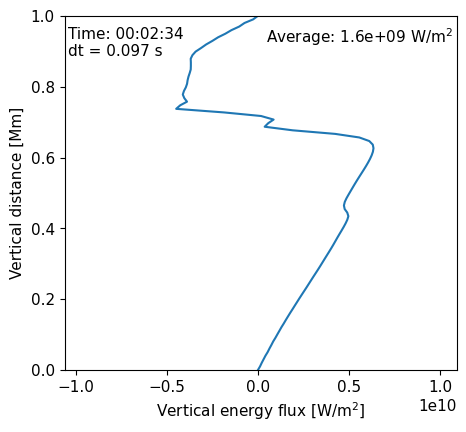 Time: 00:02:34
dt = 0.097 s
Average: 1.6e+09 W/m²
1.0
0.8
0.6
0.4
0.2
0.0
Vertical distance [Mm]
−1.0 −0.5 0.0 0.5 1.0
1e10
Vertical energy flux [W/m²]